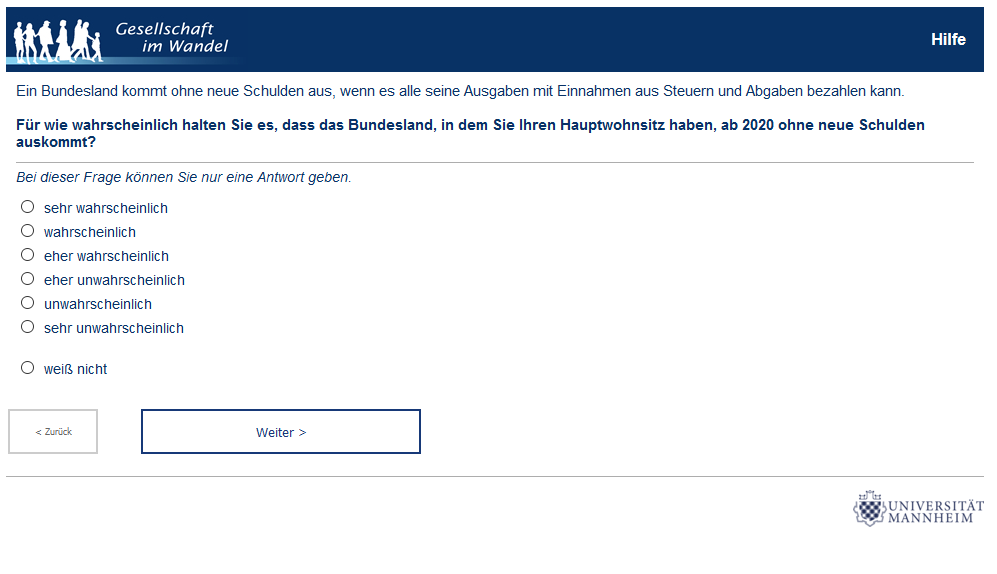 Gesellschaft
im Wandel
Hilfe
Ein Bundesland kommt ohne neue Schulden aus, wenn es alle seine Ausgaben mit Einnahmen aus Steuern und Abgaben bezahlen kann.
Für wie wahrscheinlich halten Sie es, dass das Bundesland, in dem Sie Ihren Hauptwohnsitz haben, ab 2020 ohne neue Schulden
auskommt?
Bei dieser Frage können Sie nur eine Antwort geben.
sehr wahrscheinlich
wahrscheinlich
eher wahrscheinlich
eher unwahrscheinlich
unwahrscheinlich
sehr unwahrscheinlich
weiß nicht
< Zurück
Weiter >
UNIVERSITÄT
MANNHEIM